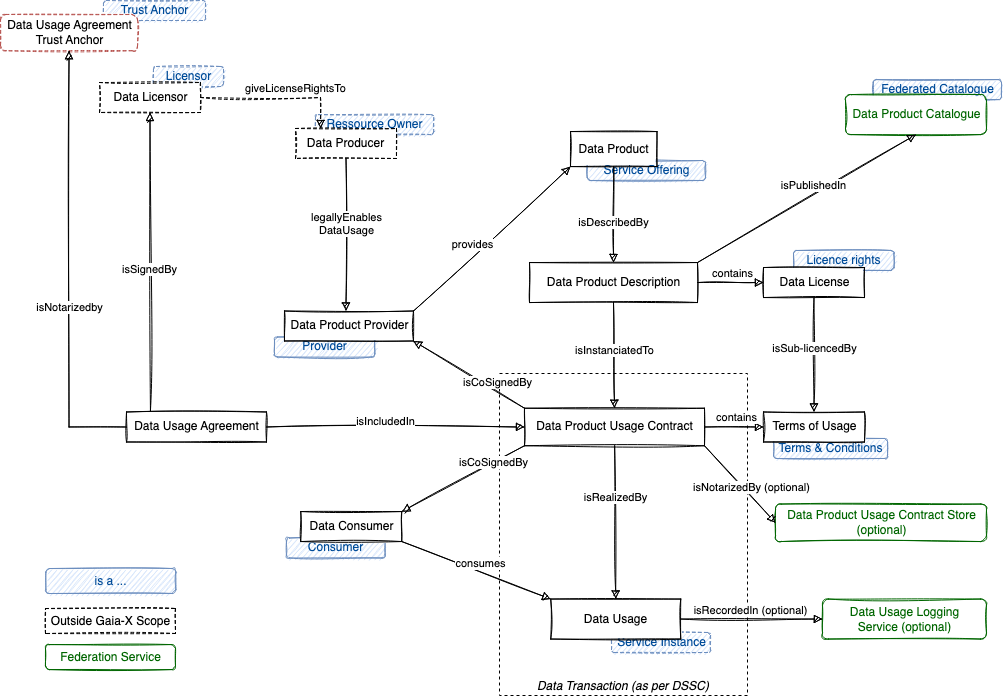 Trust Anchor
Data Usage Agreement
Trust Anchor
Licensor
Data Licensor
giveLicenseRightsTo
Ressource Owner
Data Producer
Federated Catalogue
Data Product Catalogue
Data Product
Service Offering
isPublishedIn
legallyEnables
DataUsage
isDescribedBy
provides
isSignedBy
Licence rights
contains
Data Product Description
Data License
isNotarizedby
Data Product Provider
Provider
isInstanciatedTo
isSub-licencedBy
isCoSignedBy
Data Usage Agreement
isIncludedIn
Data Product Usage Contract
contains
Terms of Usage
Terms & Conditions
isCoSignedBy
isNotarizedBy (optional)
isRealizedBy
Data Product Usage Contract Store
(optional)
Data Consumer
Consumer
consumes
is a ...
Outside Gaia-X Scope
Federation Service
Data Usage
Service Instance
isRecordedIn (optional)
Data Usage Logging
Service (optional)
Data Transaction (as per DSSC)